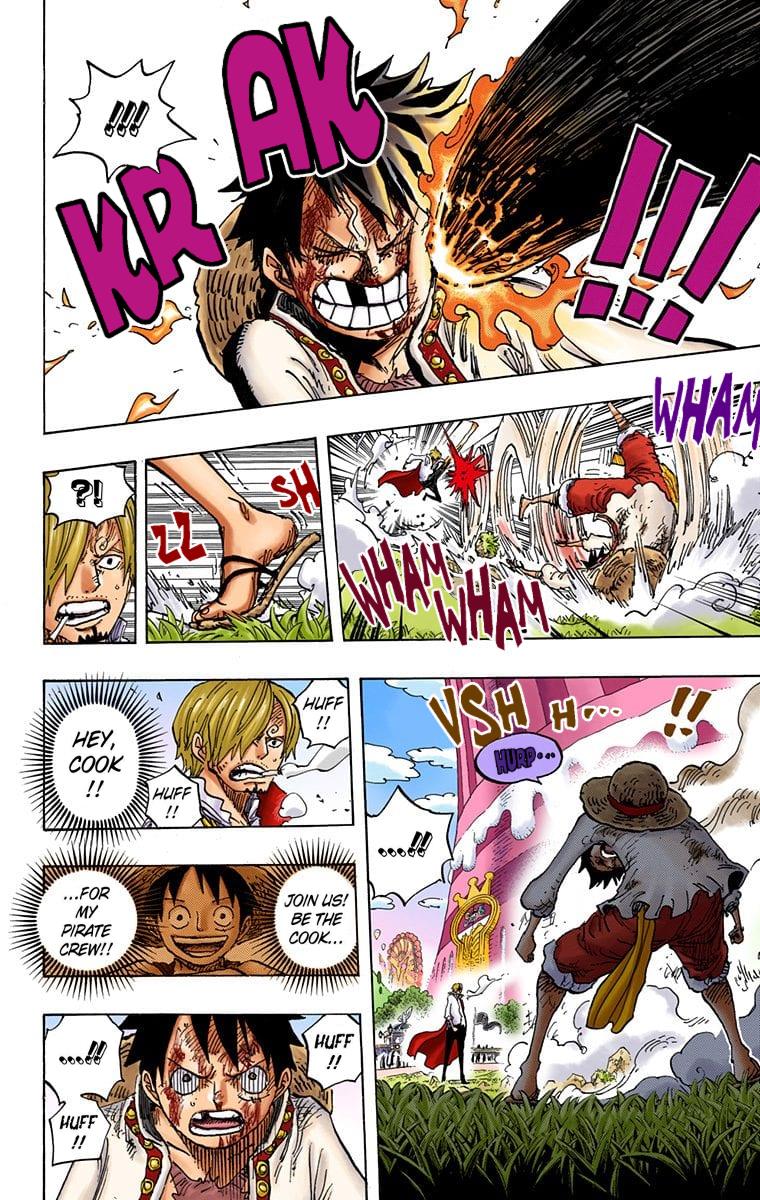 KRAK
!!!
!!!
WHAM
WHAM
WHAM
SH
ZZ
?!
VSH H...
!!
HURP...
....!!
HUFF
!!
HUFF
!!
HEY,
COOK
!!
JOIN US!
BE THE
COOK...
...FOR
MY
PIRATE
CREW!!
HUFF
!!
....!!
HUFF
!!